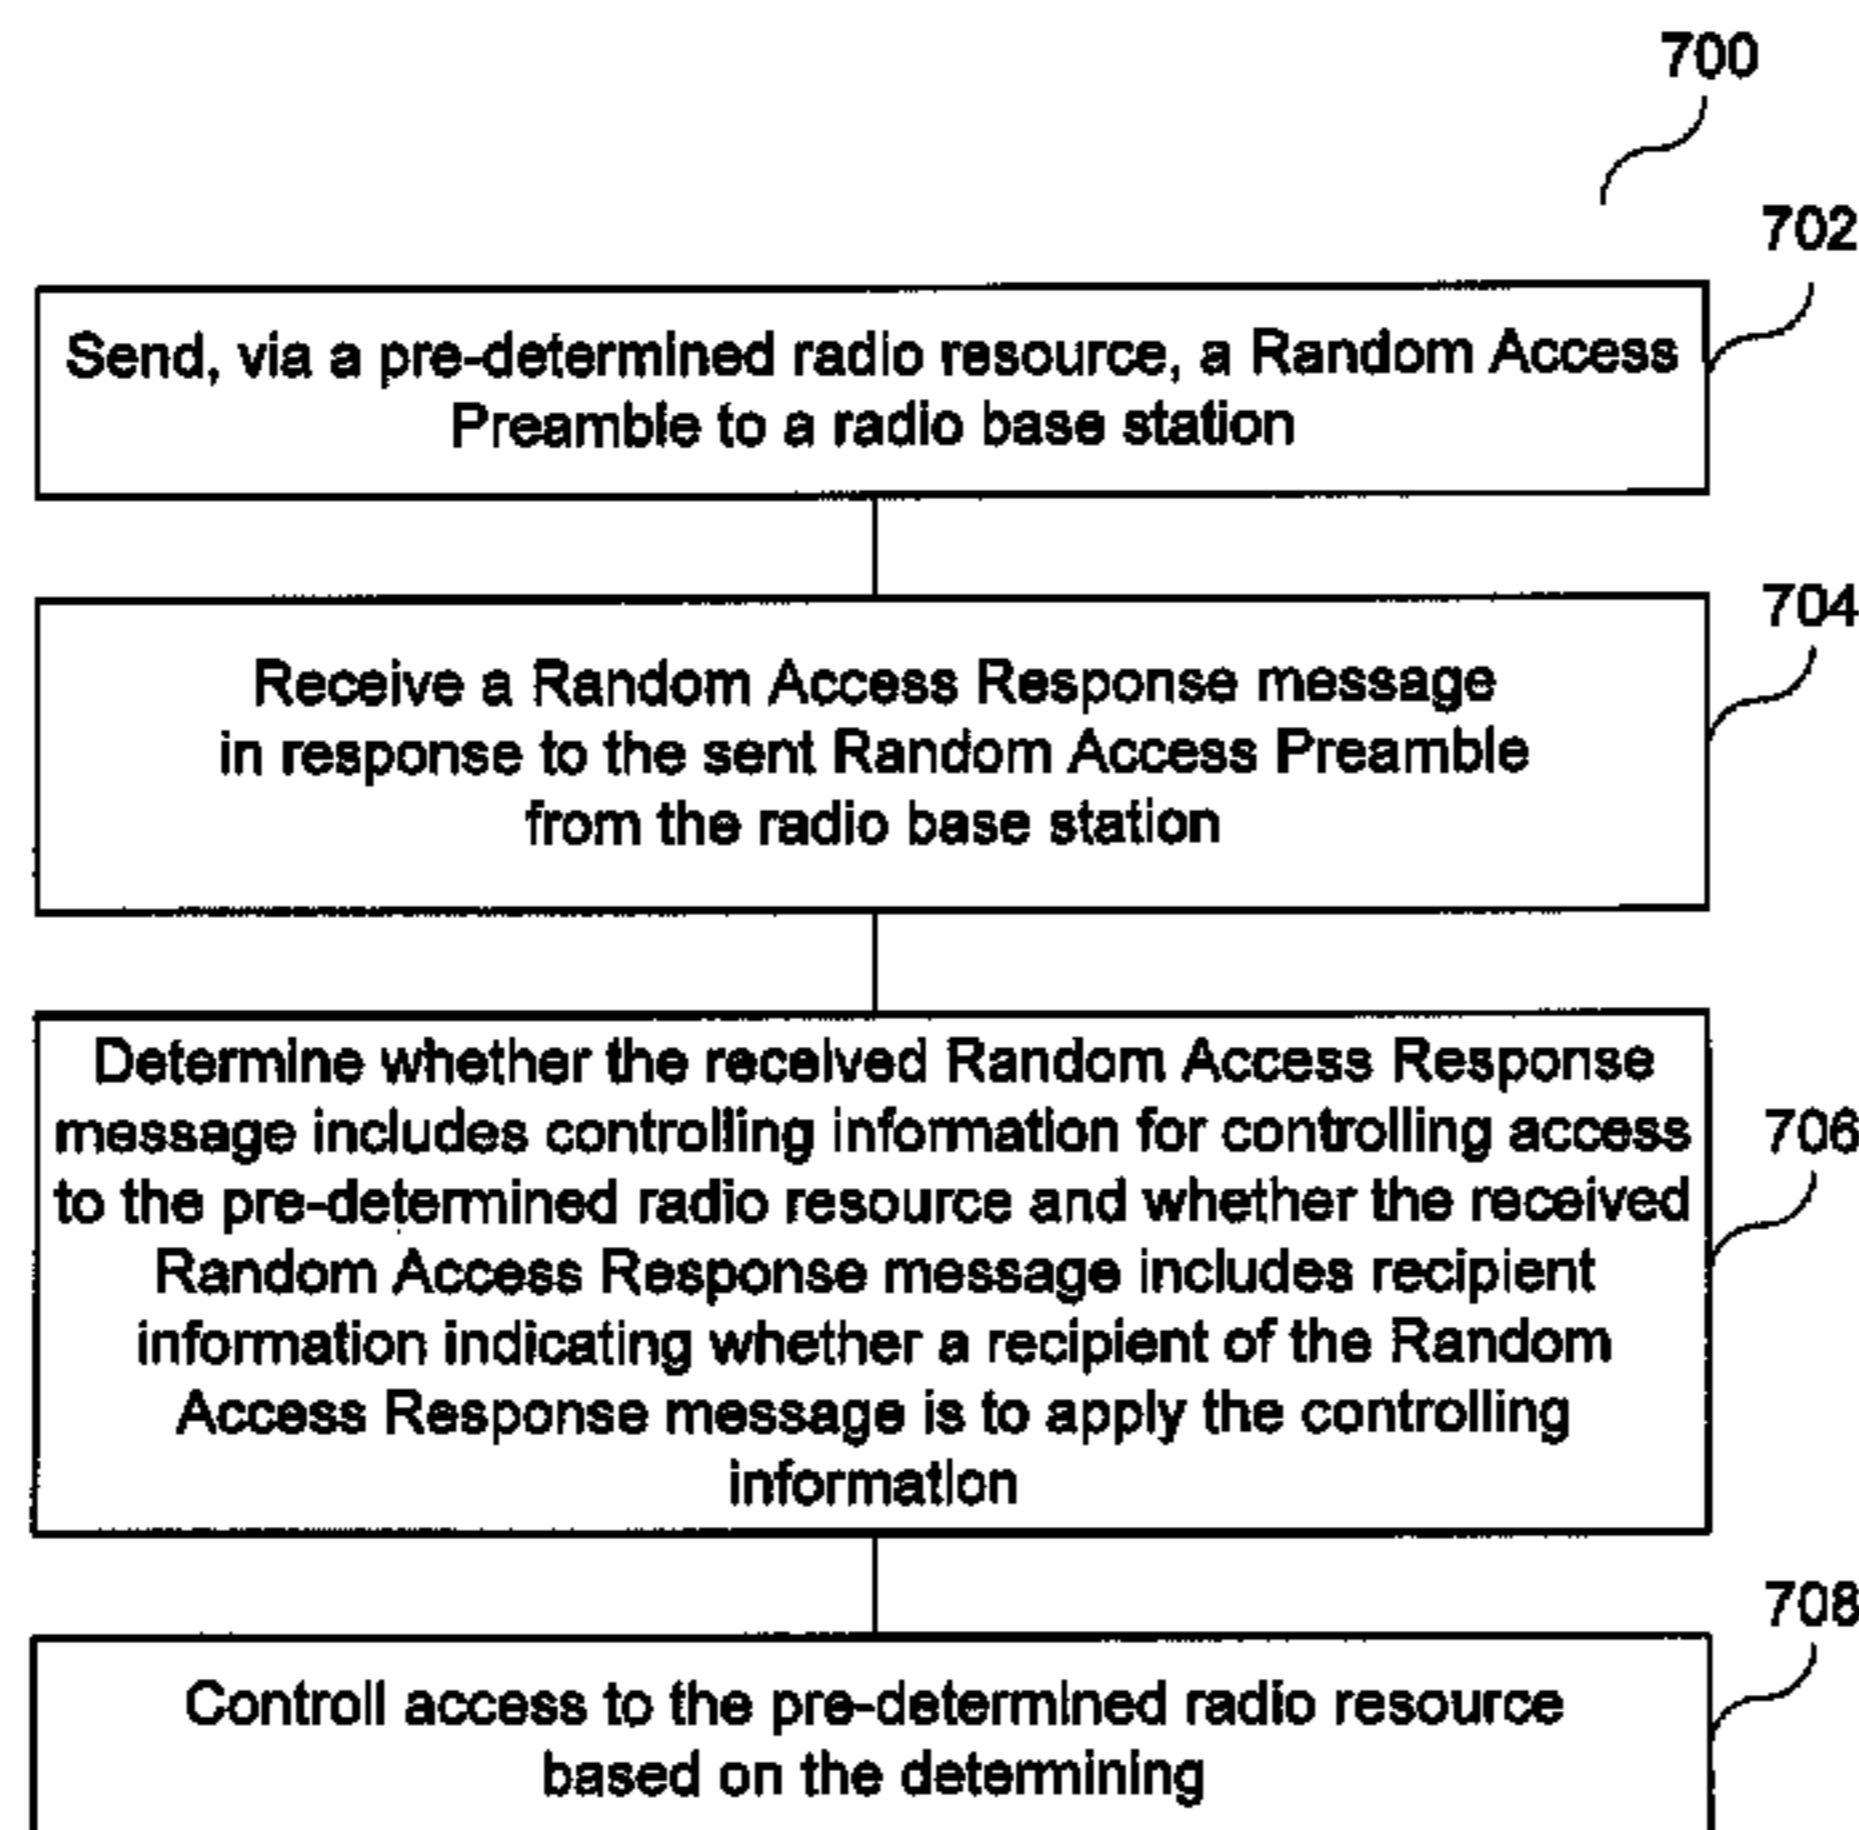 700
702
Send, via a pre-determined radio resource, a Random Access
Preamble to a radio base station
704
Receive a Random Access Response message
in response to the sent Random Access Preamble
from the radio base station
Determine whether the received Random Access Response
message includes controlling information for controlling access
706
to the pre-determined radio resource and whether the received
Random Access Response message includes recipient
information indicating whether a recipient of the Random
Access Response message is to apply the controlling
information
708
Controll access to the pre-determined radio resource
based on the determining